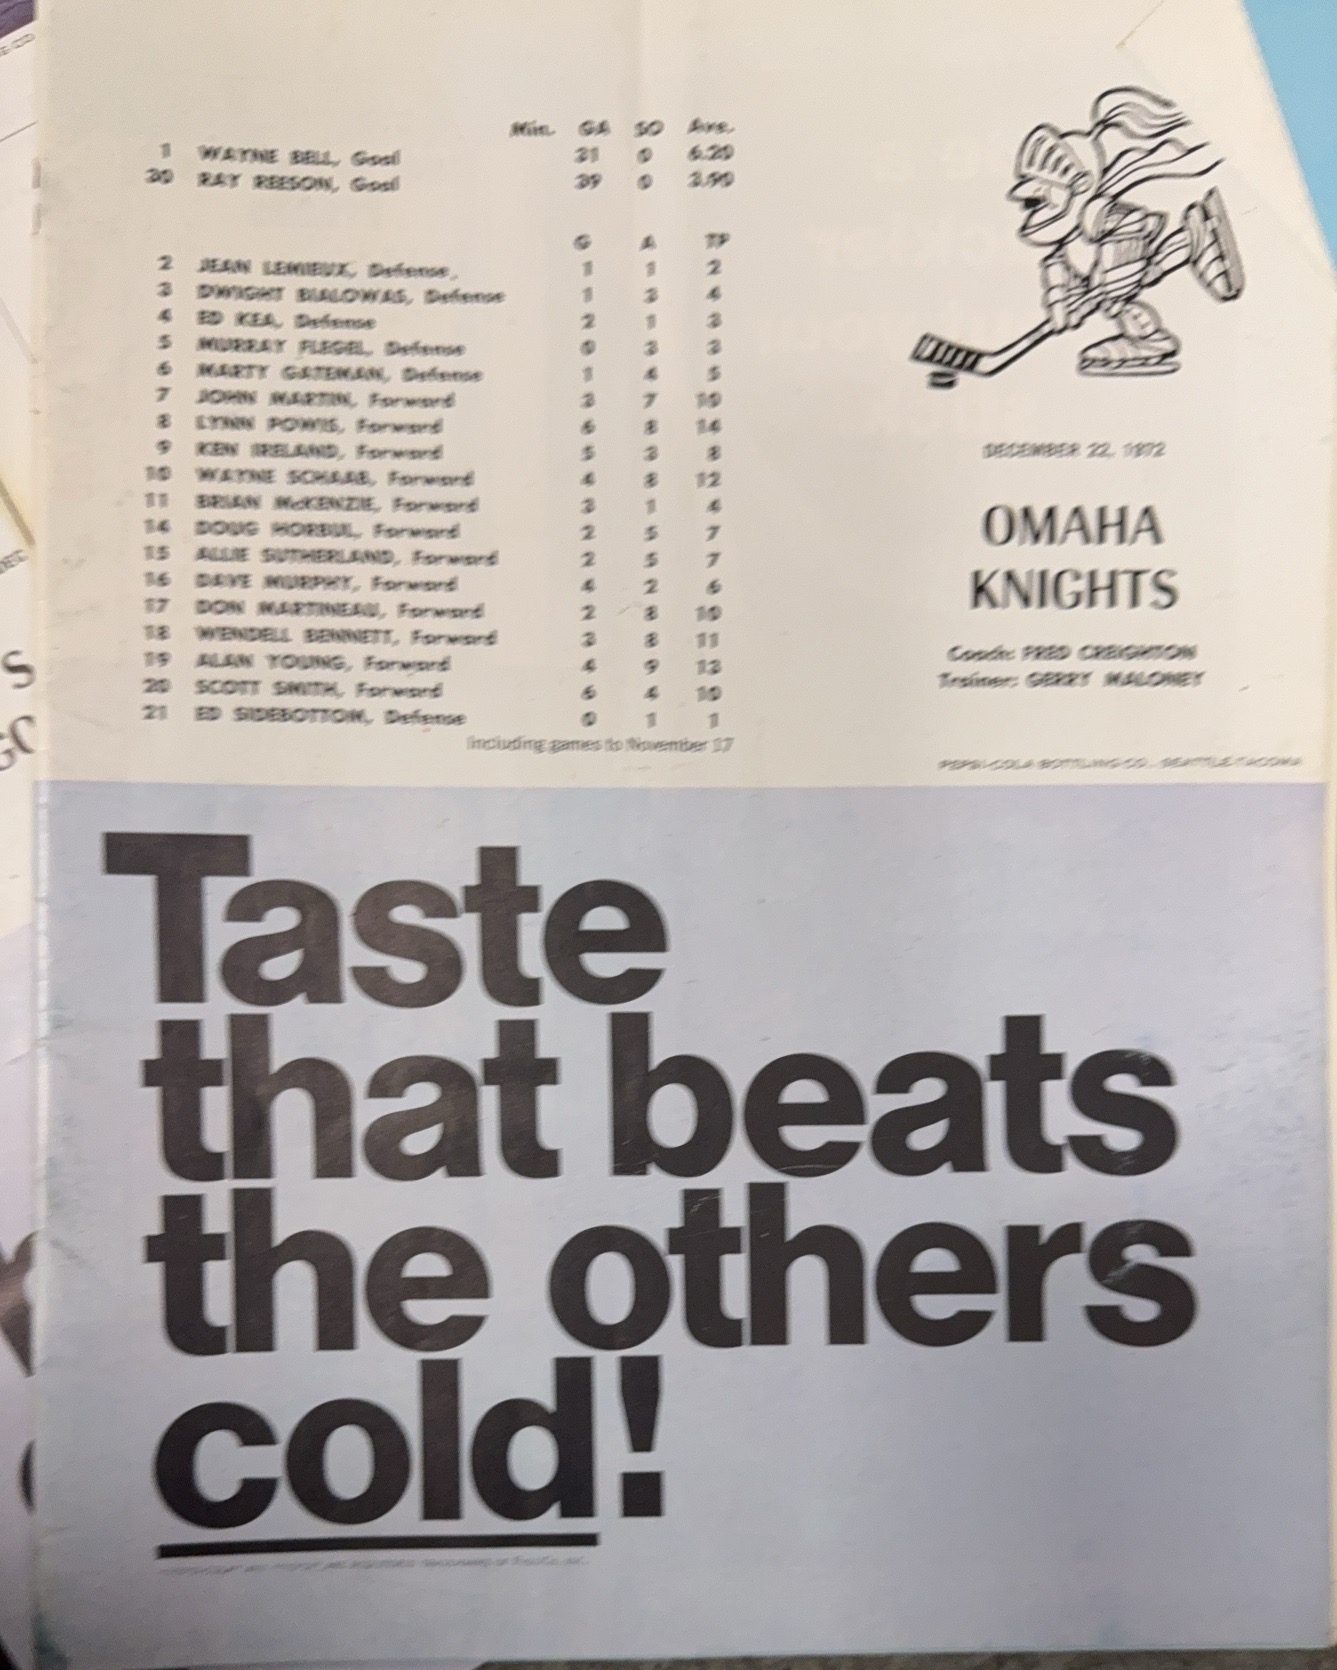 Min. GA SO Ave.
1 WAYNE BELL, Goal 31 0 6.20
30 RAY REESON, Goal 39 0 3.90
G A TP
2 JEAN LEMIEUX, Defense, 1 1 2
3 DWIGHT BIALOWAS, Defense 1 3 4
4 ED KEA, Defense 2 1 3
5 MURRAY FLEGEL, Defense 0 3 3
6 MARTY GATEMAN, Defense 1 4 5
7 JOHN MARTIN, Forward 3 7 10
8 LYNN POWIS, Forward 6 8 14
9 KEN IRELAND, Forward 5 3 8
10 WAYNE SCHAAB, Forward 4 8 12
11 BRIAN McKENZIE, Forward 3 1 4
14 DOUG HORBUL, Forward 2 5 7
15 ALLIE SUTHERLAND, Forward 2 5 7
16 DAVE MURPHY, Forward 4 2 6
17 DON MARTINEAU, Forward 2 8 10
18 WENDELL BENNETT, Forward 3 8 11
19 ALAN YOUNG, Forward 4 9 13
20 SCOTT SMITH, Forward 6 4 10
21 ED SIDEBOTTOM, Defense 0 1 1
Including games to November 17
DECEMBER 22, 1972
OMAHA
KNIGHTS
Coach: FRED CREIGHTON
Trainer: GERRY MALONEY
PEPSI-COLA BOTTLING CO., SEATTLE-TACOMA
Taste
that beats
the others
cold!